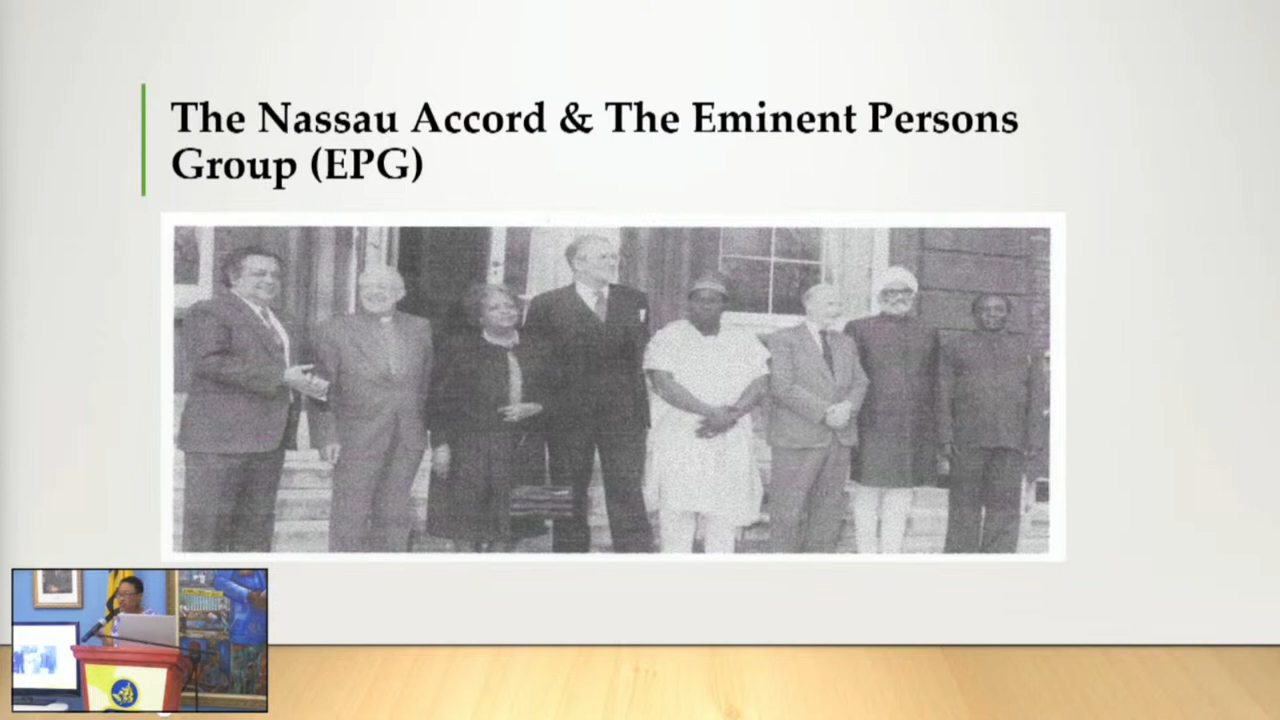 The Nassau Accord & The Eminent Persons
Group (EPG)